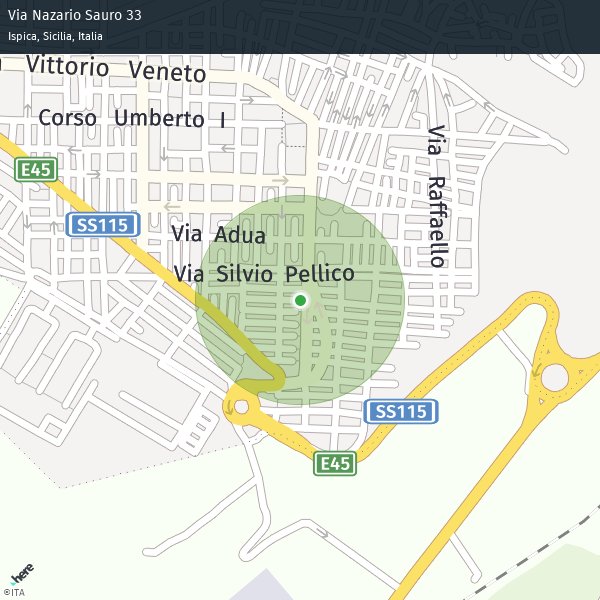 Via Nazario Sauro 33
Ispica, Sicilia, Italia
Vittorio Veneto
Corso Umberto I
Via Raffaello
E45
SS115
Via Adua
Via Silvio Pellico
SS115
E45
here
©ITA